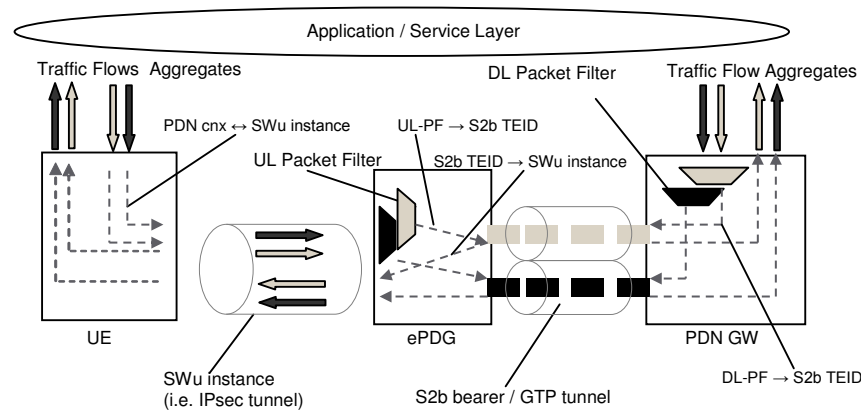 Application / Service Layer
Traffic Flows Aggregates
DL Packet Filter
Traffic Flow Aggregates
PDN cnx ↔ SWu instance
UL-PF → S2b TEID
UL Packet Filter
S2b TEID → SWu instance
UE
ePDG
PDN GW
SWu instance
(i.e. IPsec tunnel)
S2b bearer / GTP tunnel
DL-PF → S2b TEID